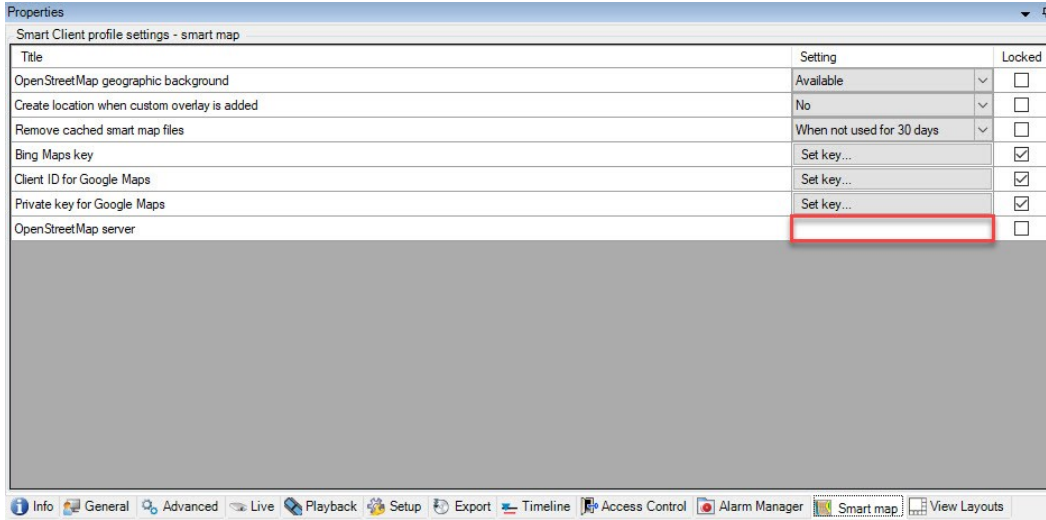 Properties
Smart Client profile settings - smart map
Title Setting Locked
OpenStreetMap geographic background Available
Create location when custom overlay is added No
Remove cached smart map files When not used for 30 days
Bing Maps key Set key...
Client ID for Google Maps Set key...
Private key for Google Maps Set key...
OpenStreetMap server
Info General Advanced Live Playback Setup Export Timeline Access Control Alarm Manager Smart map View Layouts